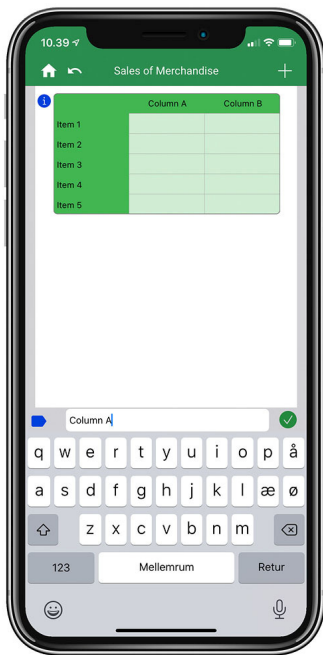 10.39
Sales of Merchandise
i
Column A Column B
Item 1
Item 2
Item 3
Item 4
Item 5
Column A
q w e r t y u i o p å
a s d f g h j k l æ ø
z x c v b n m
123 Mellemrum Retur